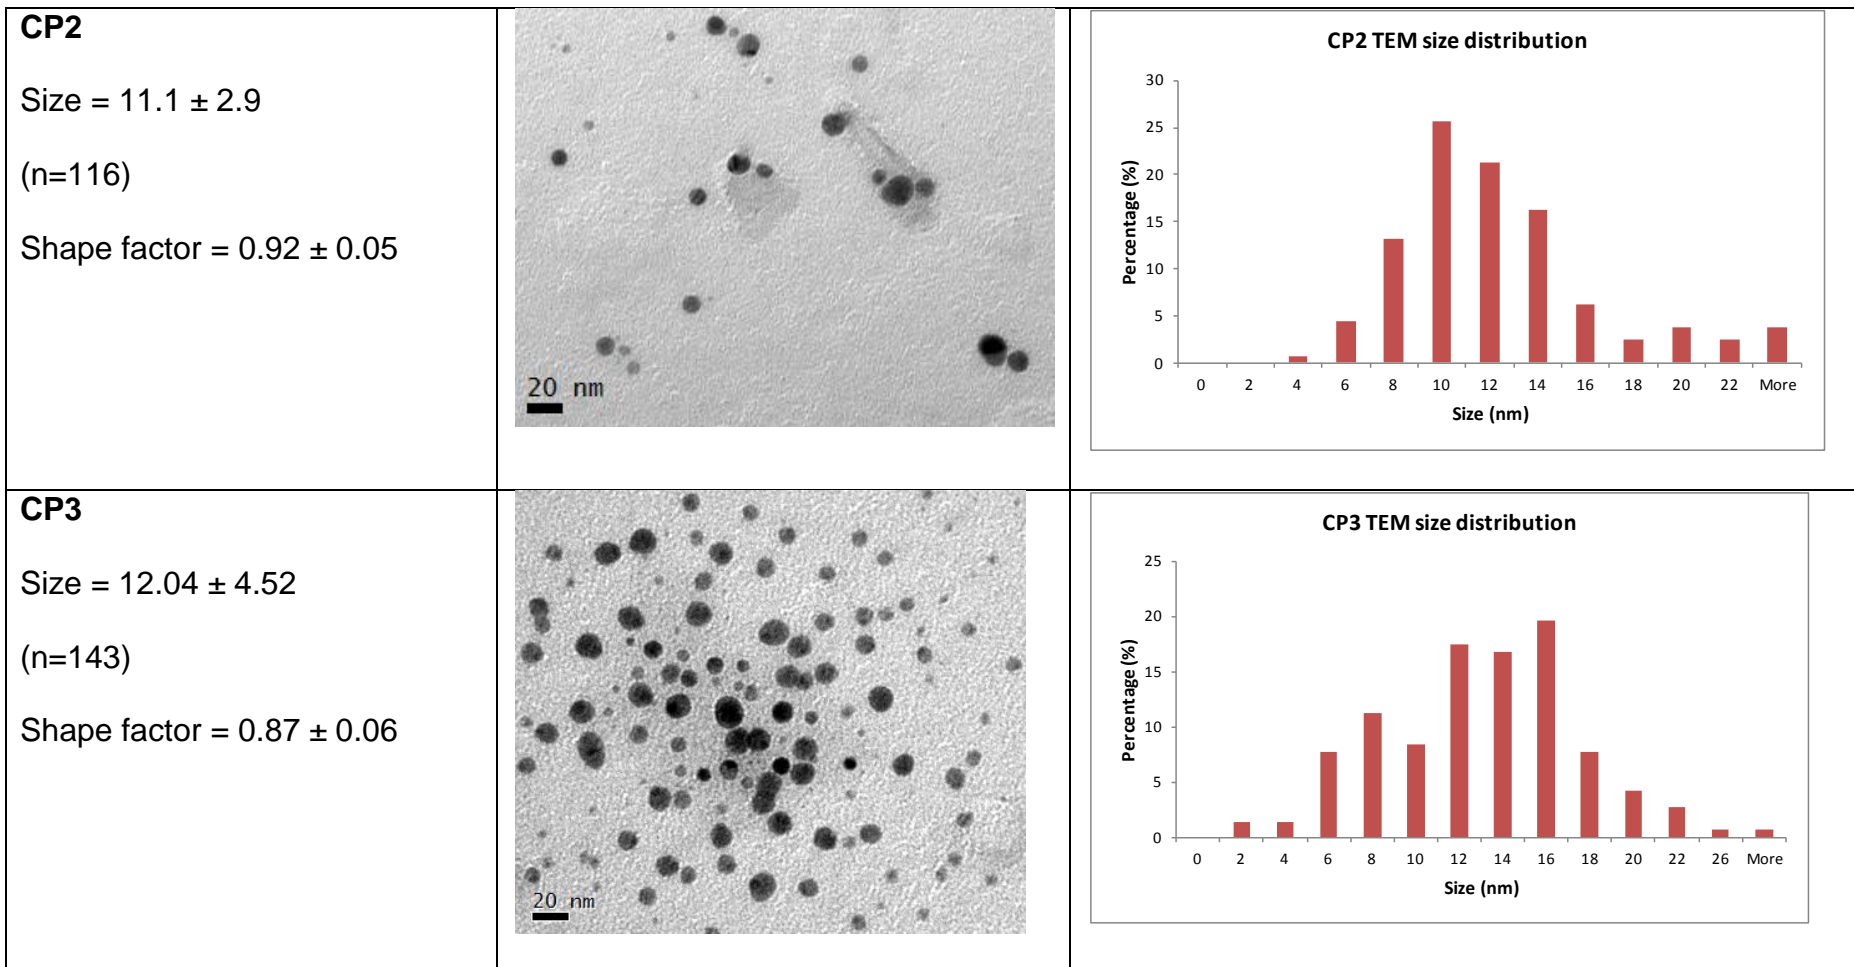 CP2
Size = 11.1 ± 2.9
(n=116)
Shape factor = 0.92 ± 0.05
20 nm
CP2 TEM size distribution
Percentage (%)
30
25
20
15
10
5
0
0 2 4 6 8 10 12 14 16 18 20 22 More
Size (nm)
CP3
Size = 12.04 ± 4.52
(n=143)
Shape factor = 0.87 ± 0.06
20 nm
CP3 TEM size distribution
Percentage (%)
25
20
15
10
5
0
0 2 4 6 8 10 12 14 16 18 20 22 26 More
Size (nm)